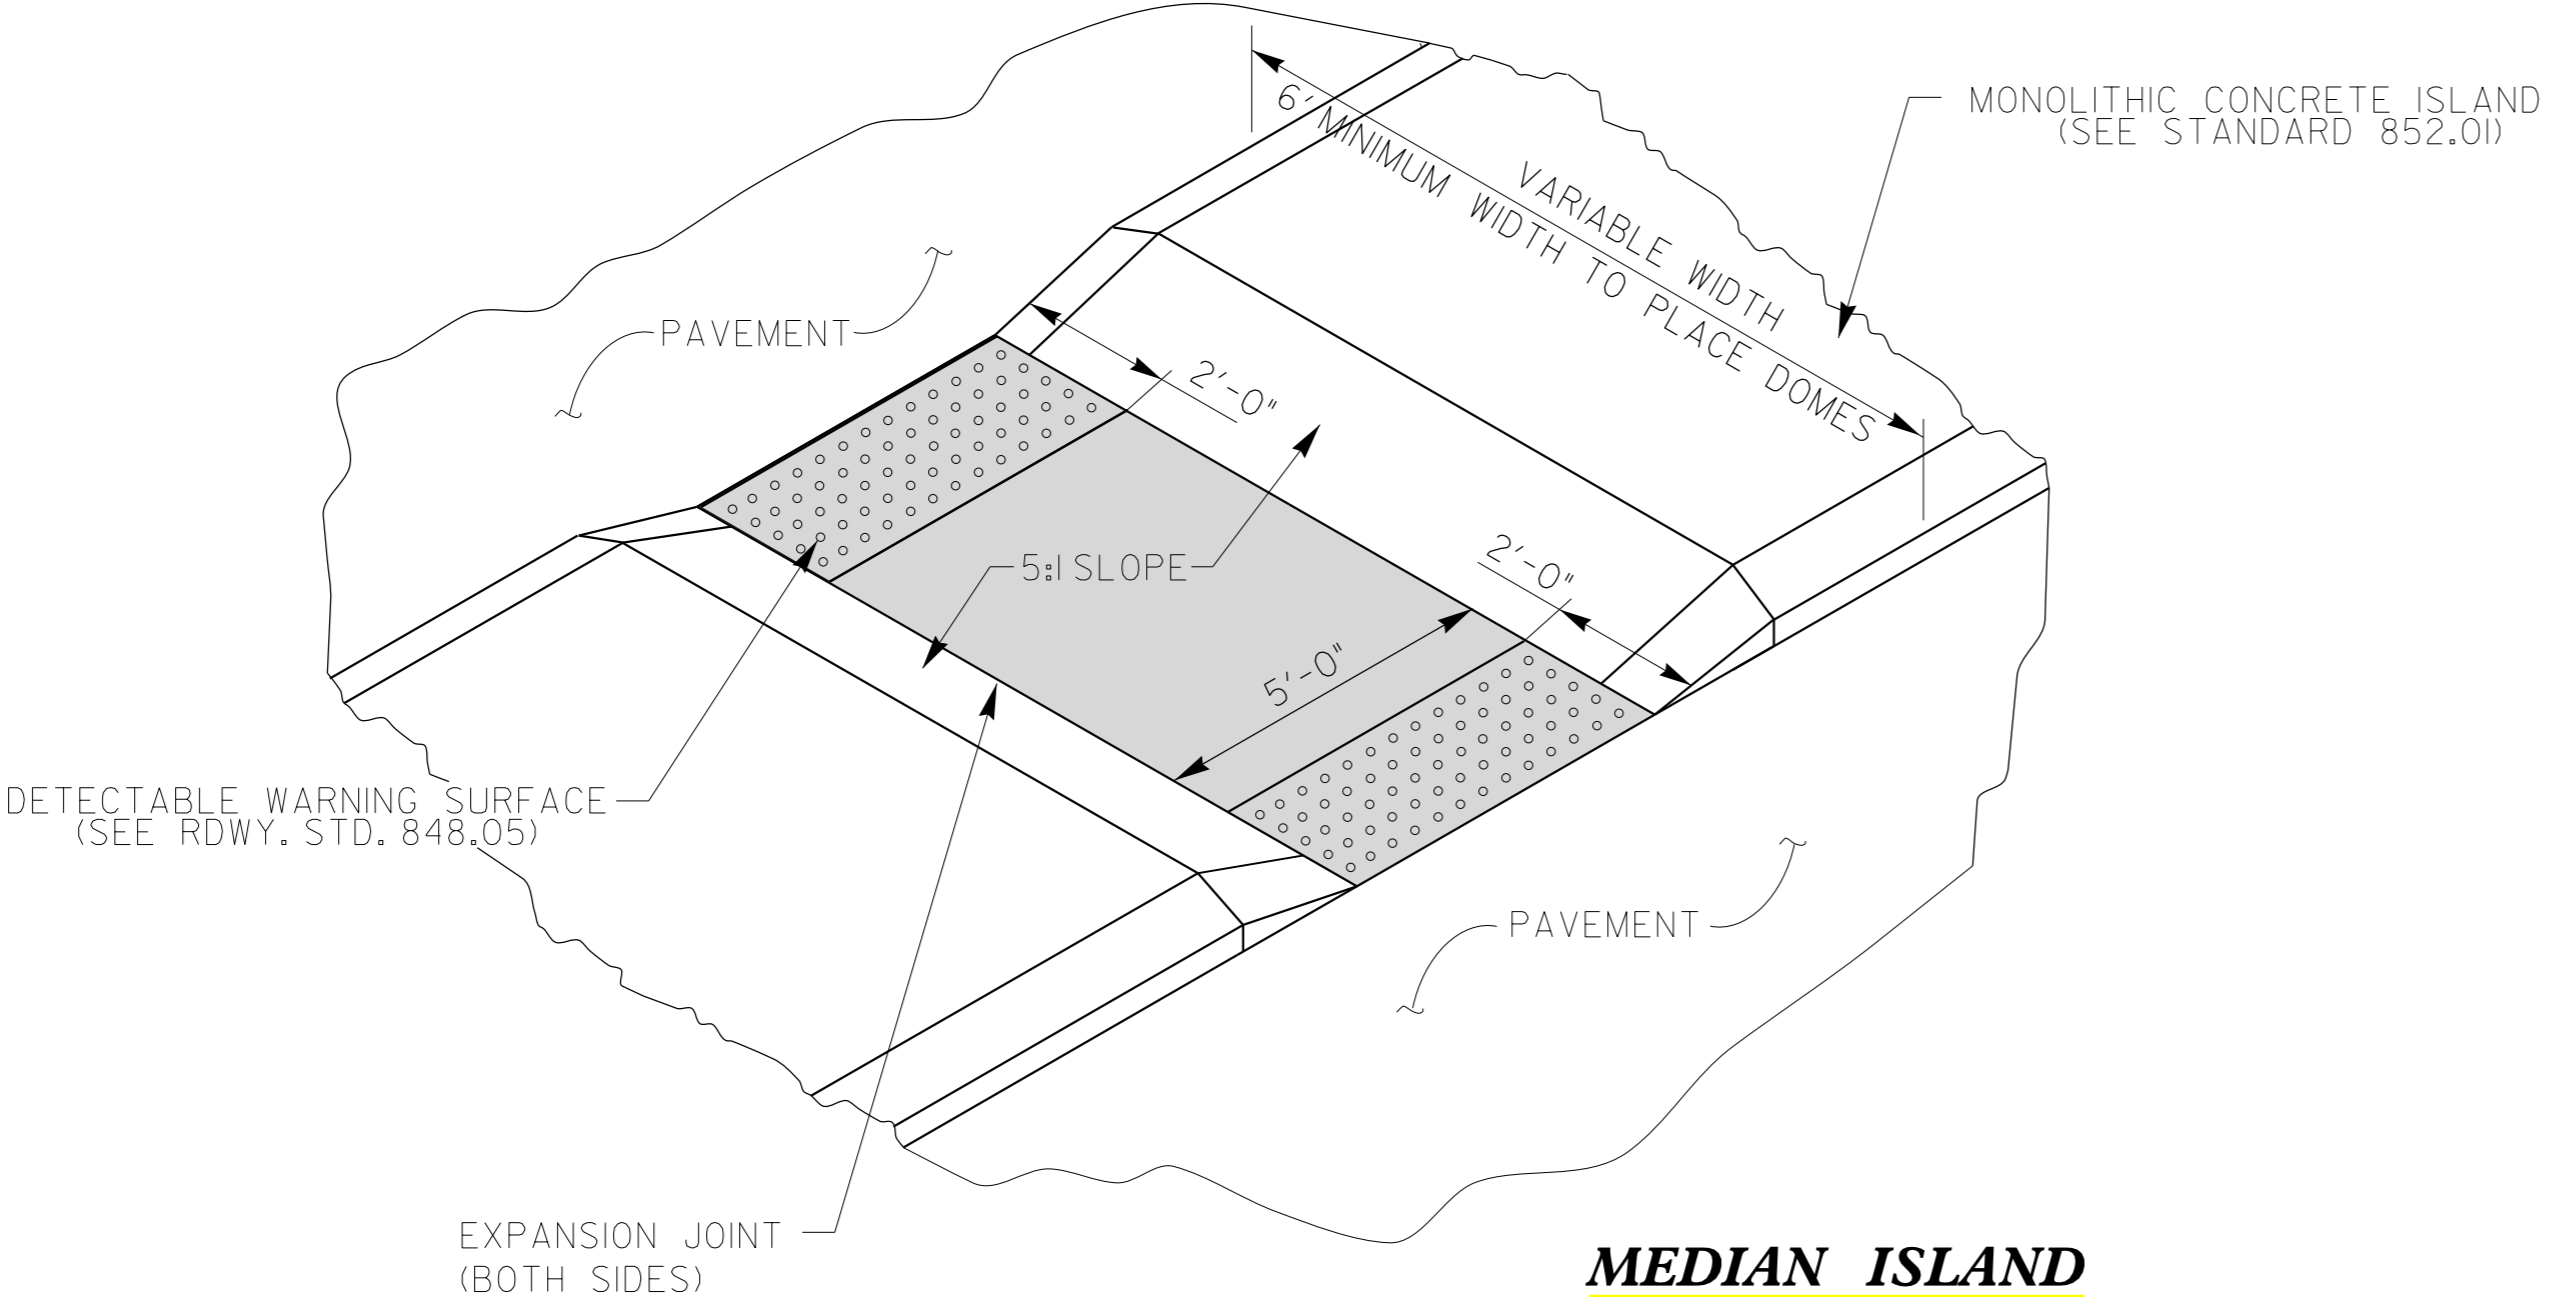 MONOLITHIC CONCRETE ISLAND
(SEE STANDARD 852.01)
VARIABLE WIDTH
6' MINIMUM WIDTH TO PLACE DOMES
PAVEMENT
2'-0"
5:1 SLOPE
2'-0"
5'-0"
DETECTABLE WARNING SURFACE
(SEE RDWY. STD. 848.05)
PAVEMENT
EXPANSION JOINT
(BOTH SIDES)
MEDIAN ISLAND